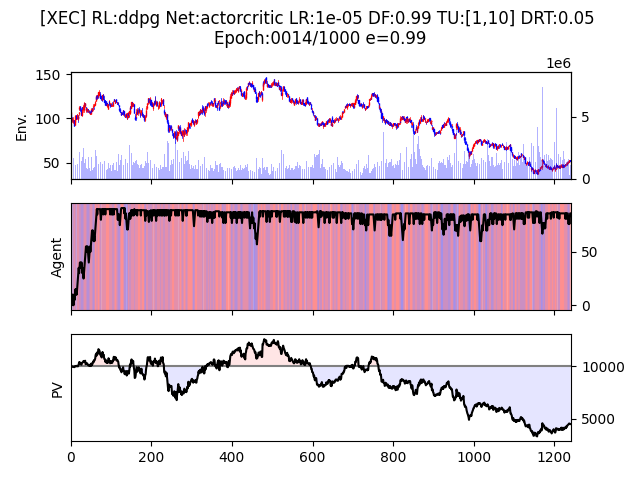 [XEC] RL:ddpg Net:actorcritic LR:1e-05 DF:0.99 TU:[1,10] DRT:0.05
Epoch:0014/1000 e=0.99
1e6
150
100
50
Env.
5
0
Agent
50
0
PV
10000
5000
0 200 400 600 800 1000 1200